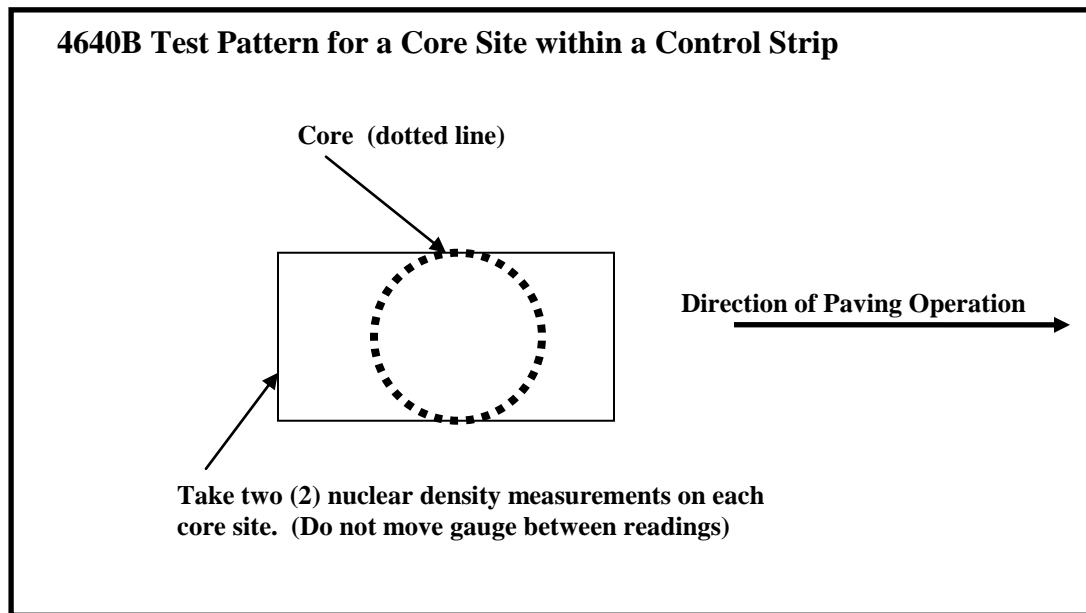 4640B Test Pattern for a Core Site within a Control Strip
Core (dotted line)
Direction of Paving Operation
Take two (2) nuclear density measurements on each
core site. (Do not move gauge between readings)